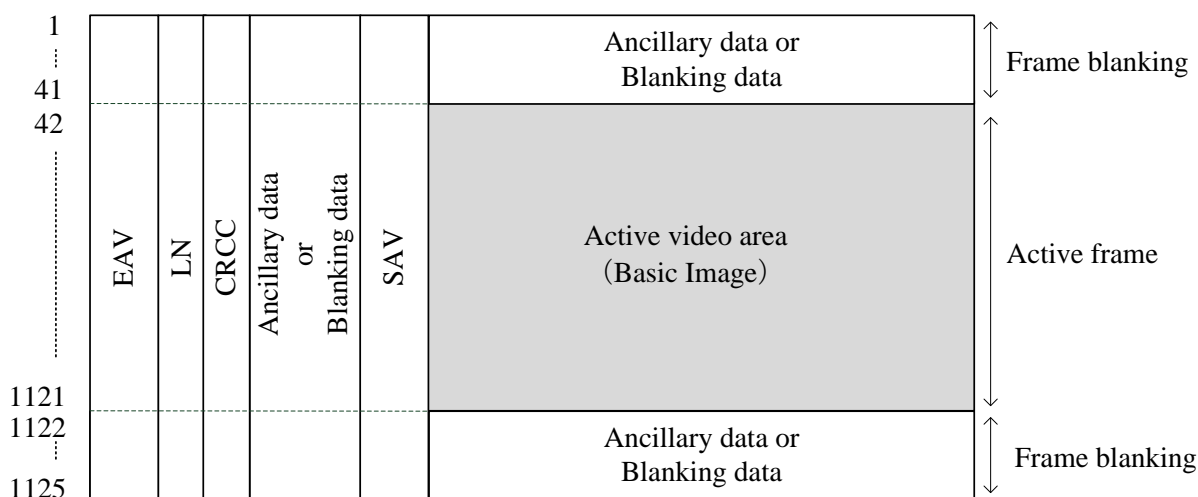 1
41
42
1121
1122
1125
EAV
LN
CRCC
Ancillary data
or
Blanking data
SAV
Ancillary data or
Blanking data
Active video area
（Basic Image）
Ancillary data or
Blanking data
Frame blanking
Active frame
Frame blanking